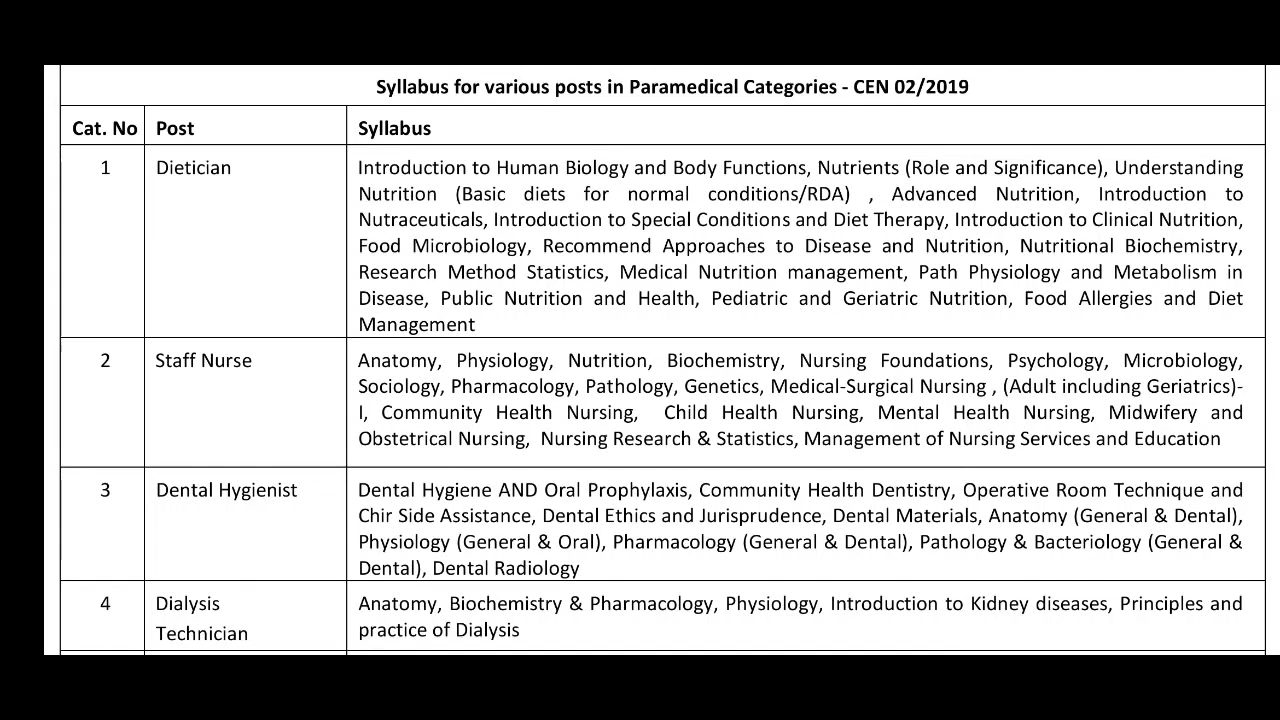 Syllabus for various posts in Paramedical Categories - CEN 02/2019
Cat. No Post Syllabus
1 Dietician Introduction to Human Biology and Body Functions, Nutrients (Role and Significance), Understanding
Nutrition (Basic diets for normal conditions/RDA) , Advanced Nutrition, Introduction to
Nutraceuticals, Introduction to Special Conditions and Diet Therapy, Introduction to Clinical Nutrition,
Food Microbiology, Recommend Approaches to Disease and Nutrition, Nutritional Biochemistry,
Research Method Statistics, Medical Nutrition management, Path Physiology and Metabolism in
Disease, Public Nutrition and Health, Pediatric and Geriatric Nutrition, Food Allergies and Diet
Management
2 Staff Nurse Anatomy, Physiology, Nutrition, Biochemistry, Nursing Foundations, Psychology, Microbiology,
Sociology, Pharmacology, Pathology, Genetics, Medical-Surgical Nursing , (Adult including Geriatrics)-
I, Community Health Nursing, Child Health Nursing, Mental Health Nursing, Midwifery and
Obstetrical Nursing, Nursing Research & Statistics, Management of Nursing Services and Education
3 Dental Hygienist Dental Hygiene AND Oral Prophylaxis, Community Health Dentistry, Operative Room Technique and
Chir Side Assistance, Dental Ethics and Jurisprudence, Dental Materials, Anatomy (General & Dental),
Physiology (General & Oral), Pharmacology (General & Dental), Pathology & Bacteriology (General &
Dental), Dental Radiology
4 Dialysis Anatomy, Biochemistry & Pharmacology, Physiology, Introduction to Kidney diseases, Principles and
Technician practice of Dialysis